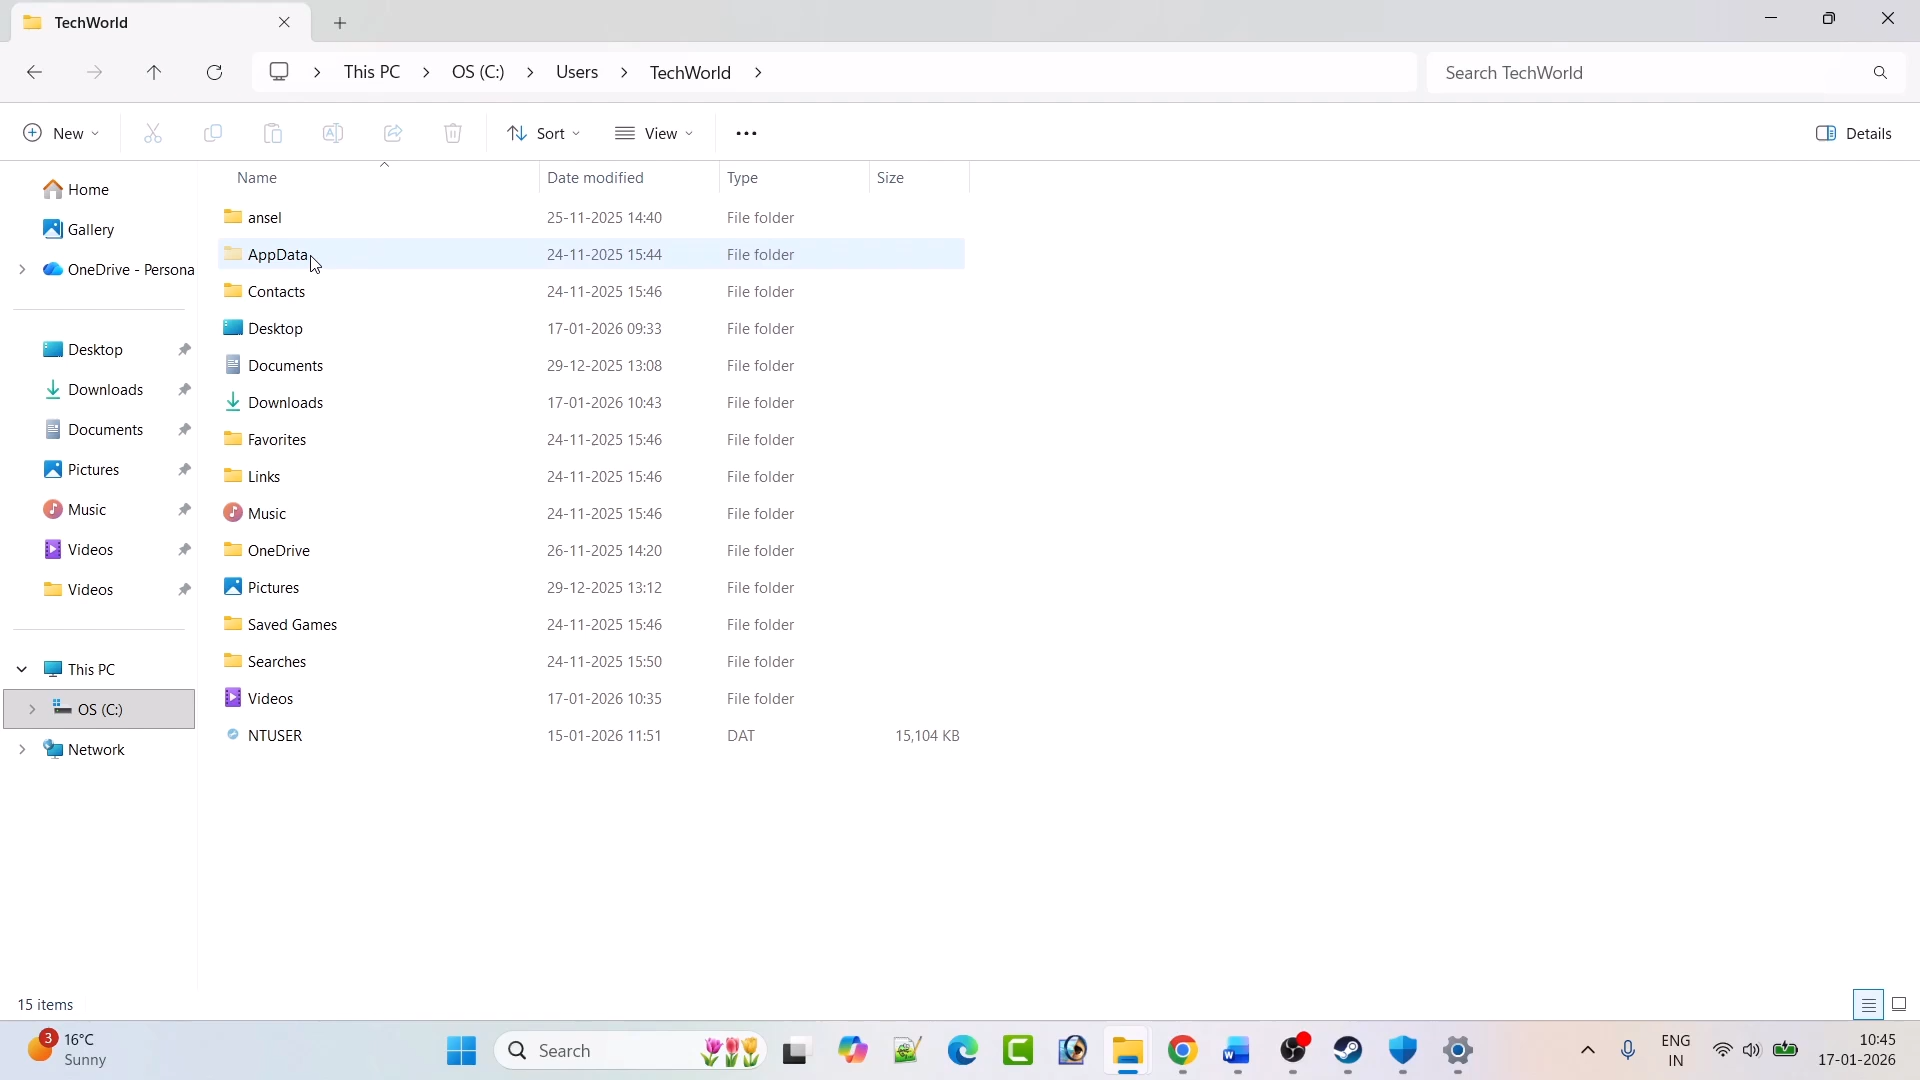 TechWorld
This PC > OS (C:) > Users > TechWorld >
Search TechWorld
New
Sort
View
Details
Name Date modified Type Size
ansel 25-11-2025 14:40 File folder
AppData 24-11-2025 15:44 File folder
Contacts 24-11-2025 15:46 File folder
Desktop 17-01-2026 09:33 File folder
Documents 29-12-2025 13:08 File folder
Downloads 17-01-2026 10:43 File folder
Favorites 24-11-2025 15:46 File folder
Links 24-11-2025 15:46 File folder
Music 24-11-2025 15:46 File folder
OneDrive 26-11-2025 14:20 File folder
Pictures 29-12-2025 13:12 File folder
Saved Games 24-11-2025 15:46 File folder
Searches 24-11-2025 15:50 File folder
Videos 17-01-2026 10:35 File folder
NTUSER 15-01-2026 11:51 DAT 15,104 KB
Home
Gallery
OneDrive - Persona
Desktop
Downloads
Documents
Pictures
Music
Videos
Videos
This PC
OS (C:)
Network
15 items
3
16°C
Sunny
Search
ENG
IN
10:45
17-01-2026